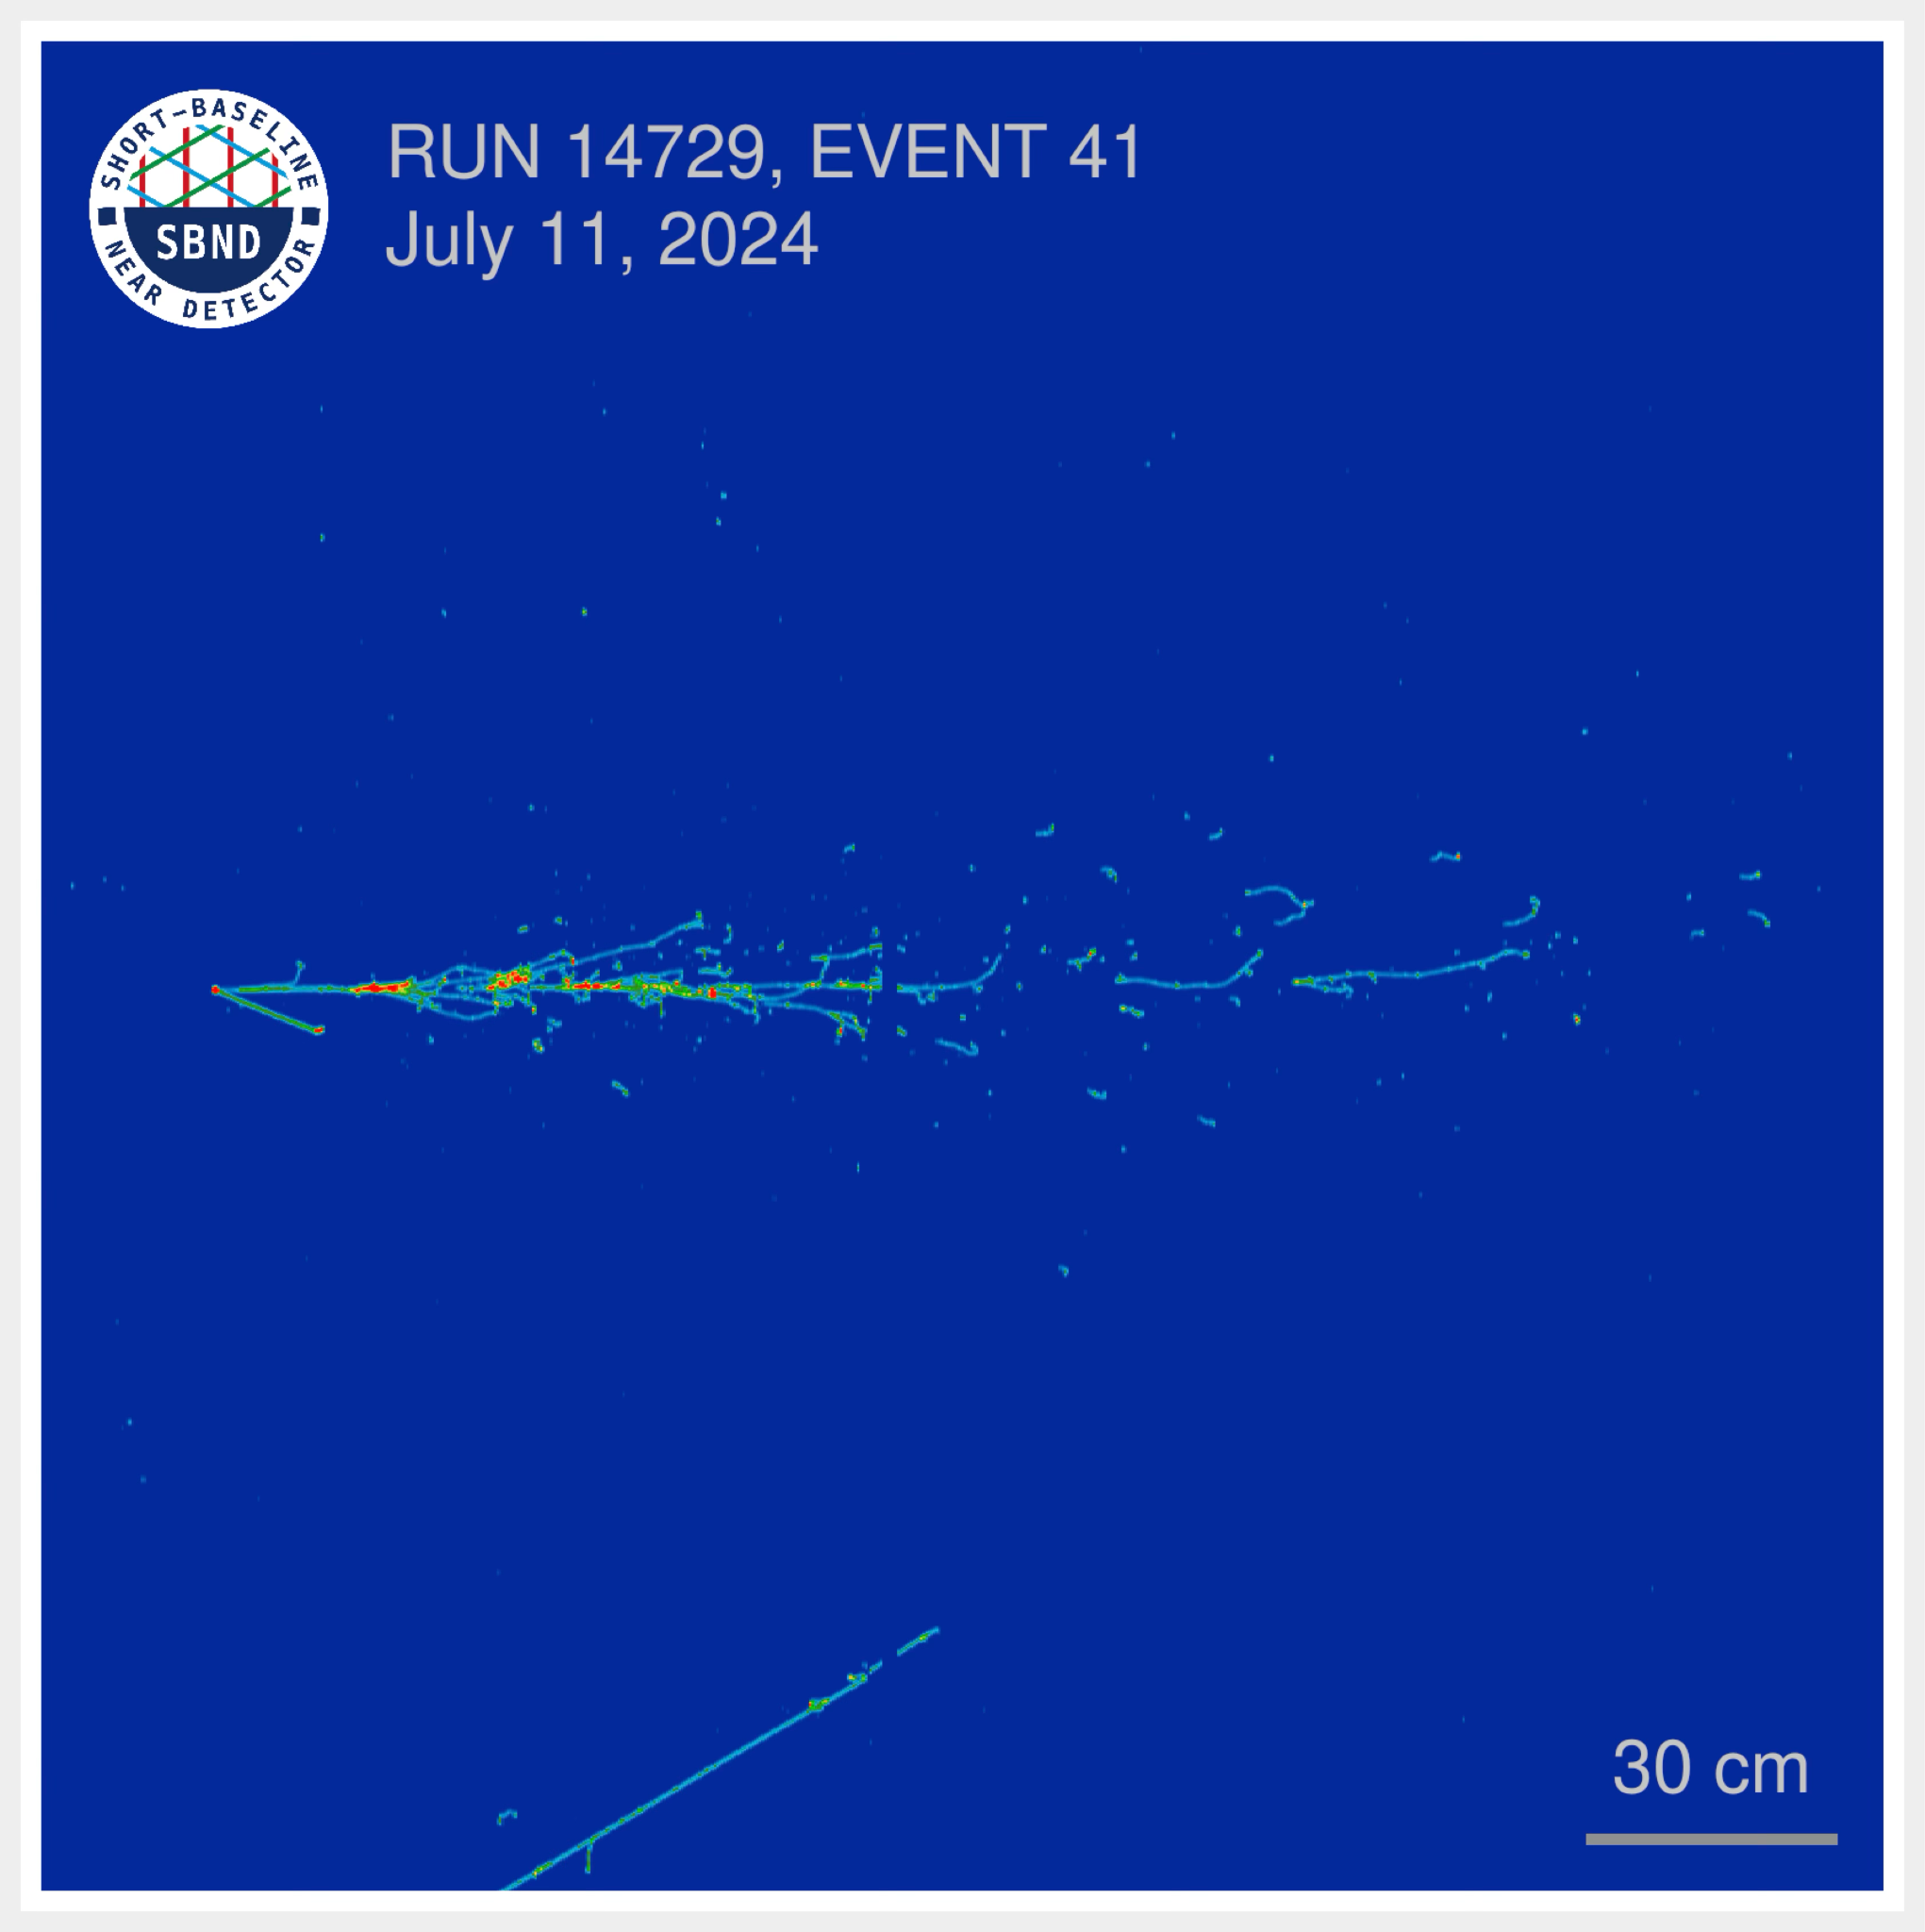 SHORT-BASELINE
SBND
NEAR DETECTOR
RUN 14729, EVENT 41
July 11, 2024
30 cm